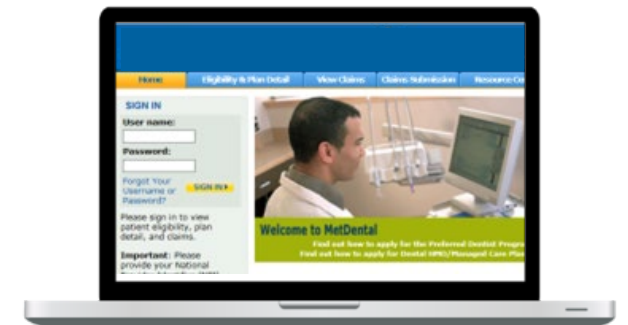 Home Eligibility & Plan Detail View Claims Claims Submission Resource Ce
SIGN IN
User name:
Password:
Forgot Your
Username or
Password?
SIGN IN
Please sign in to view
patient eligibility, plan
detail, and claims.
Important: Please
provide your National
Welcome to MetDental
Find out how to apply for the Preferred Dentist Progra
Find out how to apply for Dental HMO/Managed Care Pla